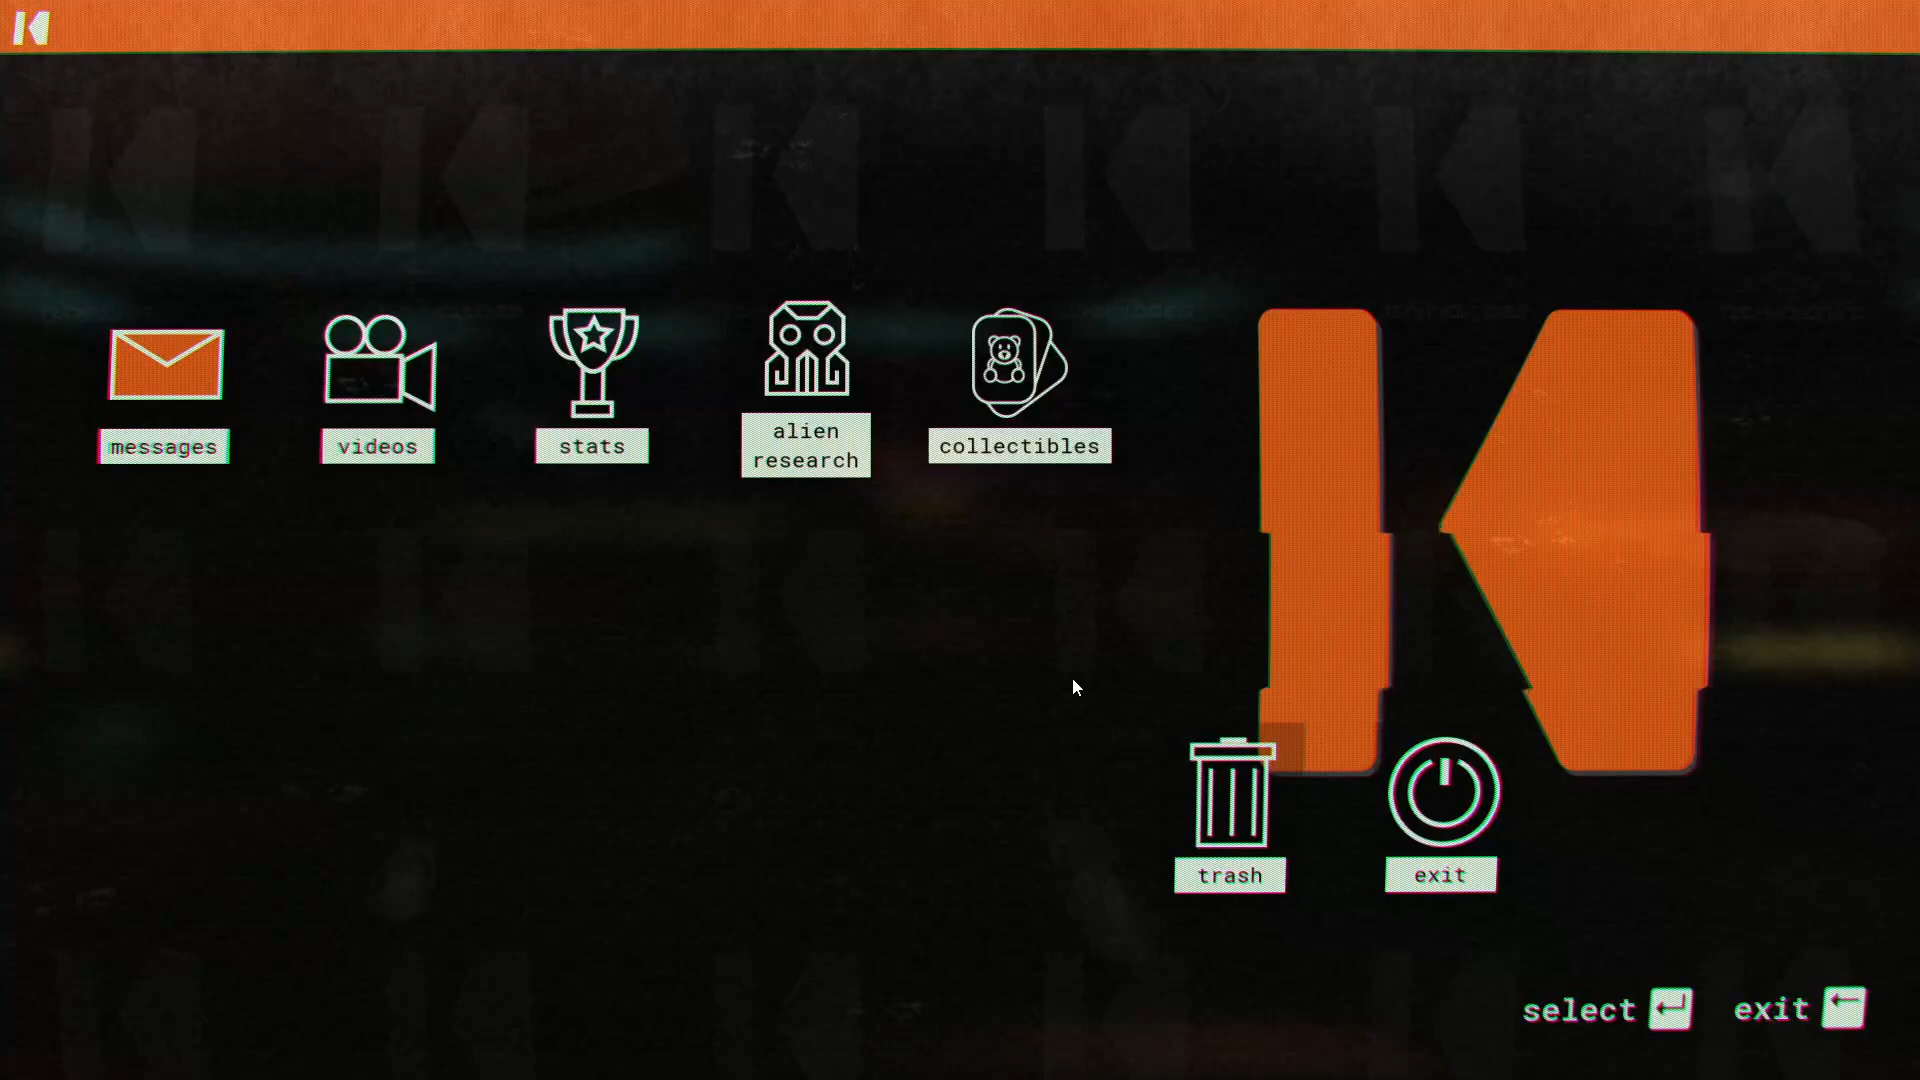 messages
videos
stats
alien
research
collectibles
trash
exit
select
exit